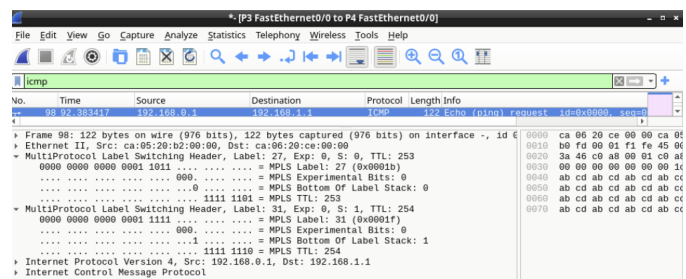 *- [P3 FastEthernet0/0 to P4 FastEthernet0/0]
File Edit View Go Capture Analyze Statistics Telephony Wireless Tools Help
icmp
No. Time Source Destination Protocol Length Info
98 92.383417 192.168.0.1 192.168.1.1 ICMP 122 Echo (ping) request id=0x0000, seq=0
Frame 98: 122 bytes on wire (976 bits), 122 bytes captured (976 bits) on interface -, id 0
Ethernet II, Src: ca:05:20:b2:00:00, Dst: ca:06:20:ce:00:00
MultiProtocol Label Switching Header, Label: 27, Exp: 0, S: 0, TTL: 253
0000 0000 0000 0001 1011 .... .... .... = MPLS Label: 27 (0x0001b)
.... .... .... .... .... 000. .... .... = MPLS Experimental Bits: 0
.... .... .... .... .... ...0 .... .... = MPLS Bottom Of Label Stack: 0
.... .... .... .... .... .... 1111 1101 = MPLS TTL: 253
MultiProtocol Label Switching Header, Label: 31, Exp: 0, S: 1, TTL: 254
0000 0000 0000 0001 1111 .... .... .... = MPLS Label: 31 (0x0001f)
.... .... .... .... .... 000. .... .... = MPLS Experimental Bits: 0
.... .... .... .... .... ...1 .... .... = MPLS Bottom Of Label Stack: 1
.... .... .... .... .... .... 1111 1110 = MPLS TTL: 254
Internet Protocol Version 4, Src: 192.168.0.1, Dst: 192.168.1.1
Internet Control Message Protocol
0000 ca 06 20 ce 00 00 ca 05
0010 b0 fd 00 01 f1 fe 45 00
0020 3a 46 c0 a8 00 01 c0 a8
0030 00 00 00 00 00 00 00
0040 ab cd ab cd ab cd ab
0050 ab cd ab cd ab cd ab
0060 ab cd ab cd ab cd ab
0070 ab cd ab cd ab cd ab